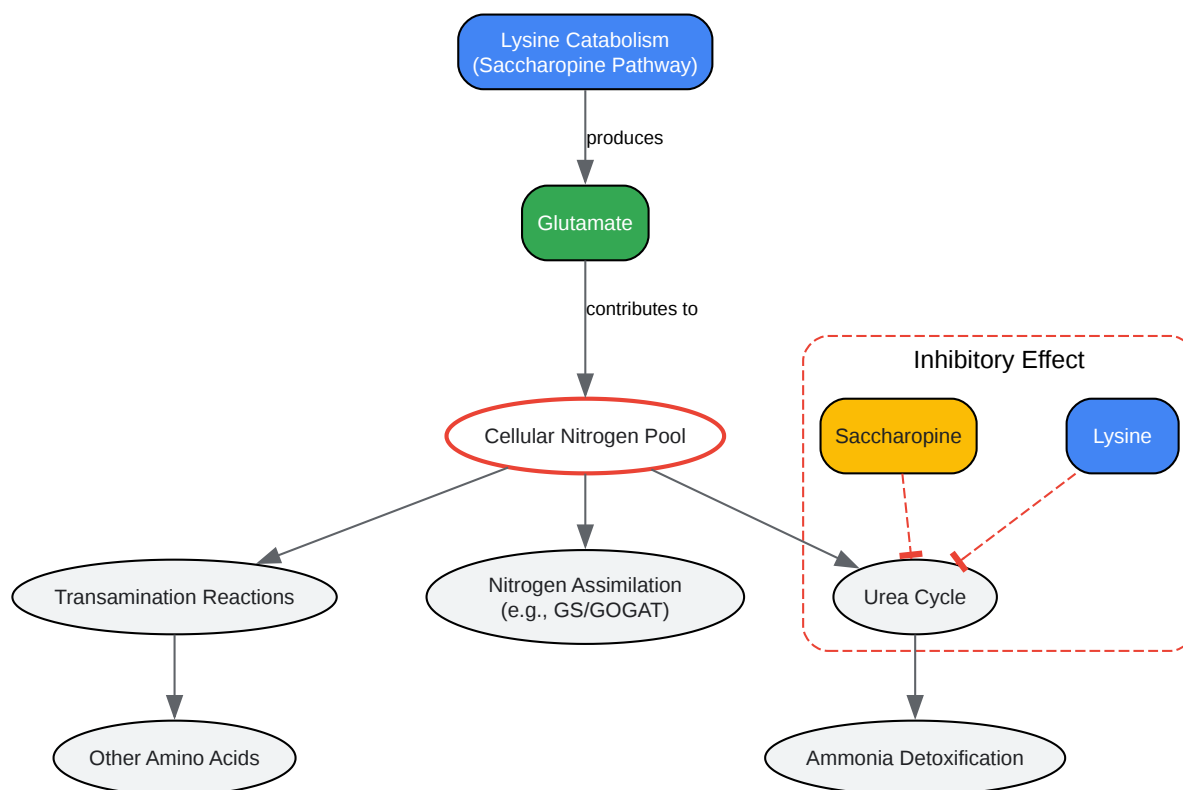 Lysine Catabolism
(Saccharopine Pathway)
produces
Glutamate
contributes to
Inhibitory Effect
Cellular Nitrogen Pool
Saccharopine
Lysine
Transamination Reactions
Nitrogen Assimilation
(e.g., GS/GOGAT)
Urea Cycle
Other Amino Acids
Ammonia Detoxification